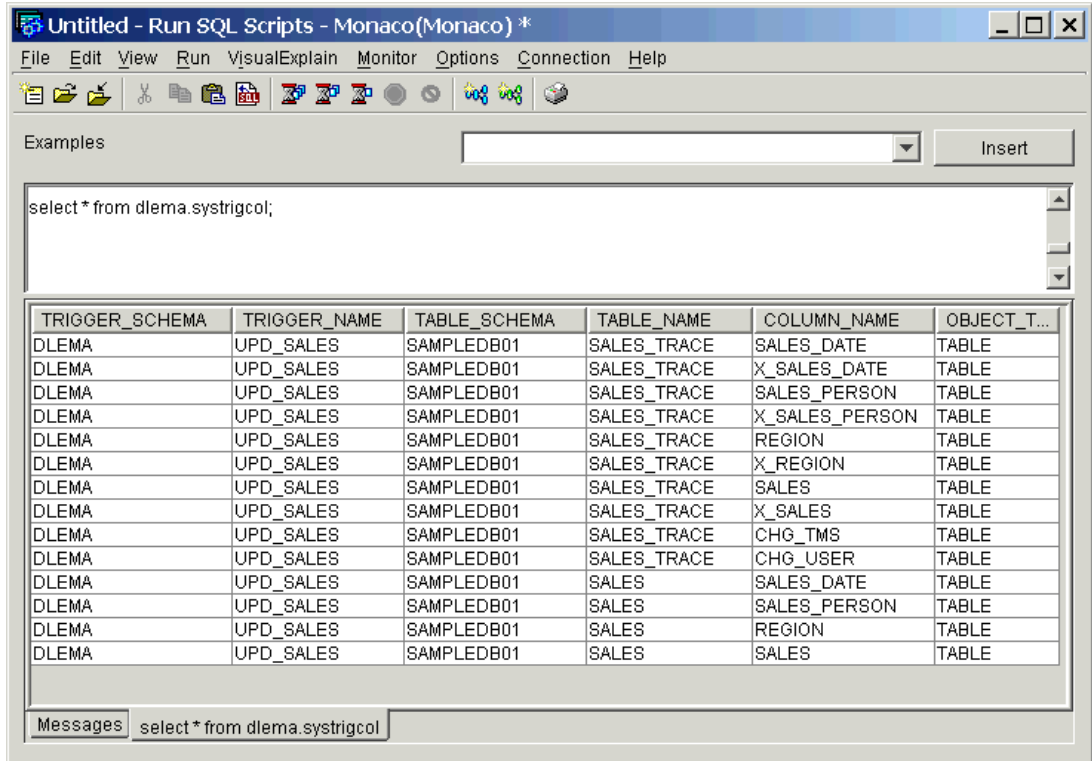 Untitled - Run SQL Scripts - Monaco(Monaco) *
File Edit View Run VisualExplain Monitor Options Connection Help
Examples Insert
select * from dlema.systrigcol;
TRIGGER_SCHEMA TRIGGER_NAME TABLE_SCHEMA TABLE_NAME COLUMN_NAME OBJECT_T...
DLEMA UPD_SALES SAMPLEDB01 SALES_TRACE SALES_DATE TABLE
DLEMA UPD_SALES SAMPLEDB01 SALES_TRACE X_SALES_DATE TABLE
DLEMA UPD_SALES SAMPLEDB01 SALES_TRACE SALES_PERSON TABLE
DLEMA UPD_SALES SAMPLEDB01 SALES_TRACE X_SALES_PERSON TABLE
DLEMA UPD_SALES SAMPLEDB01 SALES_TRACE REGION TABLE
DLEMA UPD_SALES SAMPLEDB01 SALES_TRACE X_REGION TABLE
DLEMA UPD_SALES SAMPLEDB01 SALES_TRACE SALES TABLE
DLEMA UPD_SALES SAMPLEDB01 SALES_TRACE X_SALES TABLE
DLEMA UPD_SALES SAMPLEDB01 SALES_TRACE CHG_TMS TABLE
DLEMA UPD_SALES SAMPLEDB01 SALES_TRACE CHG_USER TABLE
DLEMA UPD_SALES SAMPLEDB01 SALES SALES_DATE TABLE
DLEMA UPD_SALES SAMPLEDB01 SALES SALES_PERSON TABLE
DLEMA UPD_SALES SAMPLEDB01 SALES REGION TABLE
DLEMA UPD_SALES SAMPLEDB01 SALES SALES TABLE
Messages select * from dlema.systrigcol